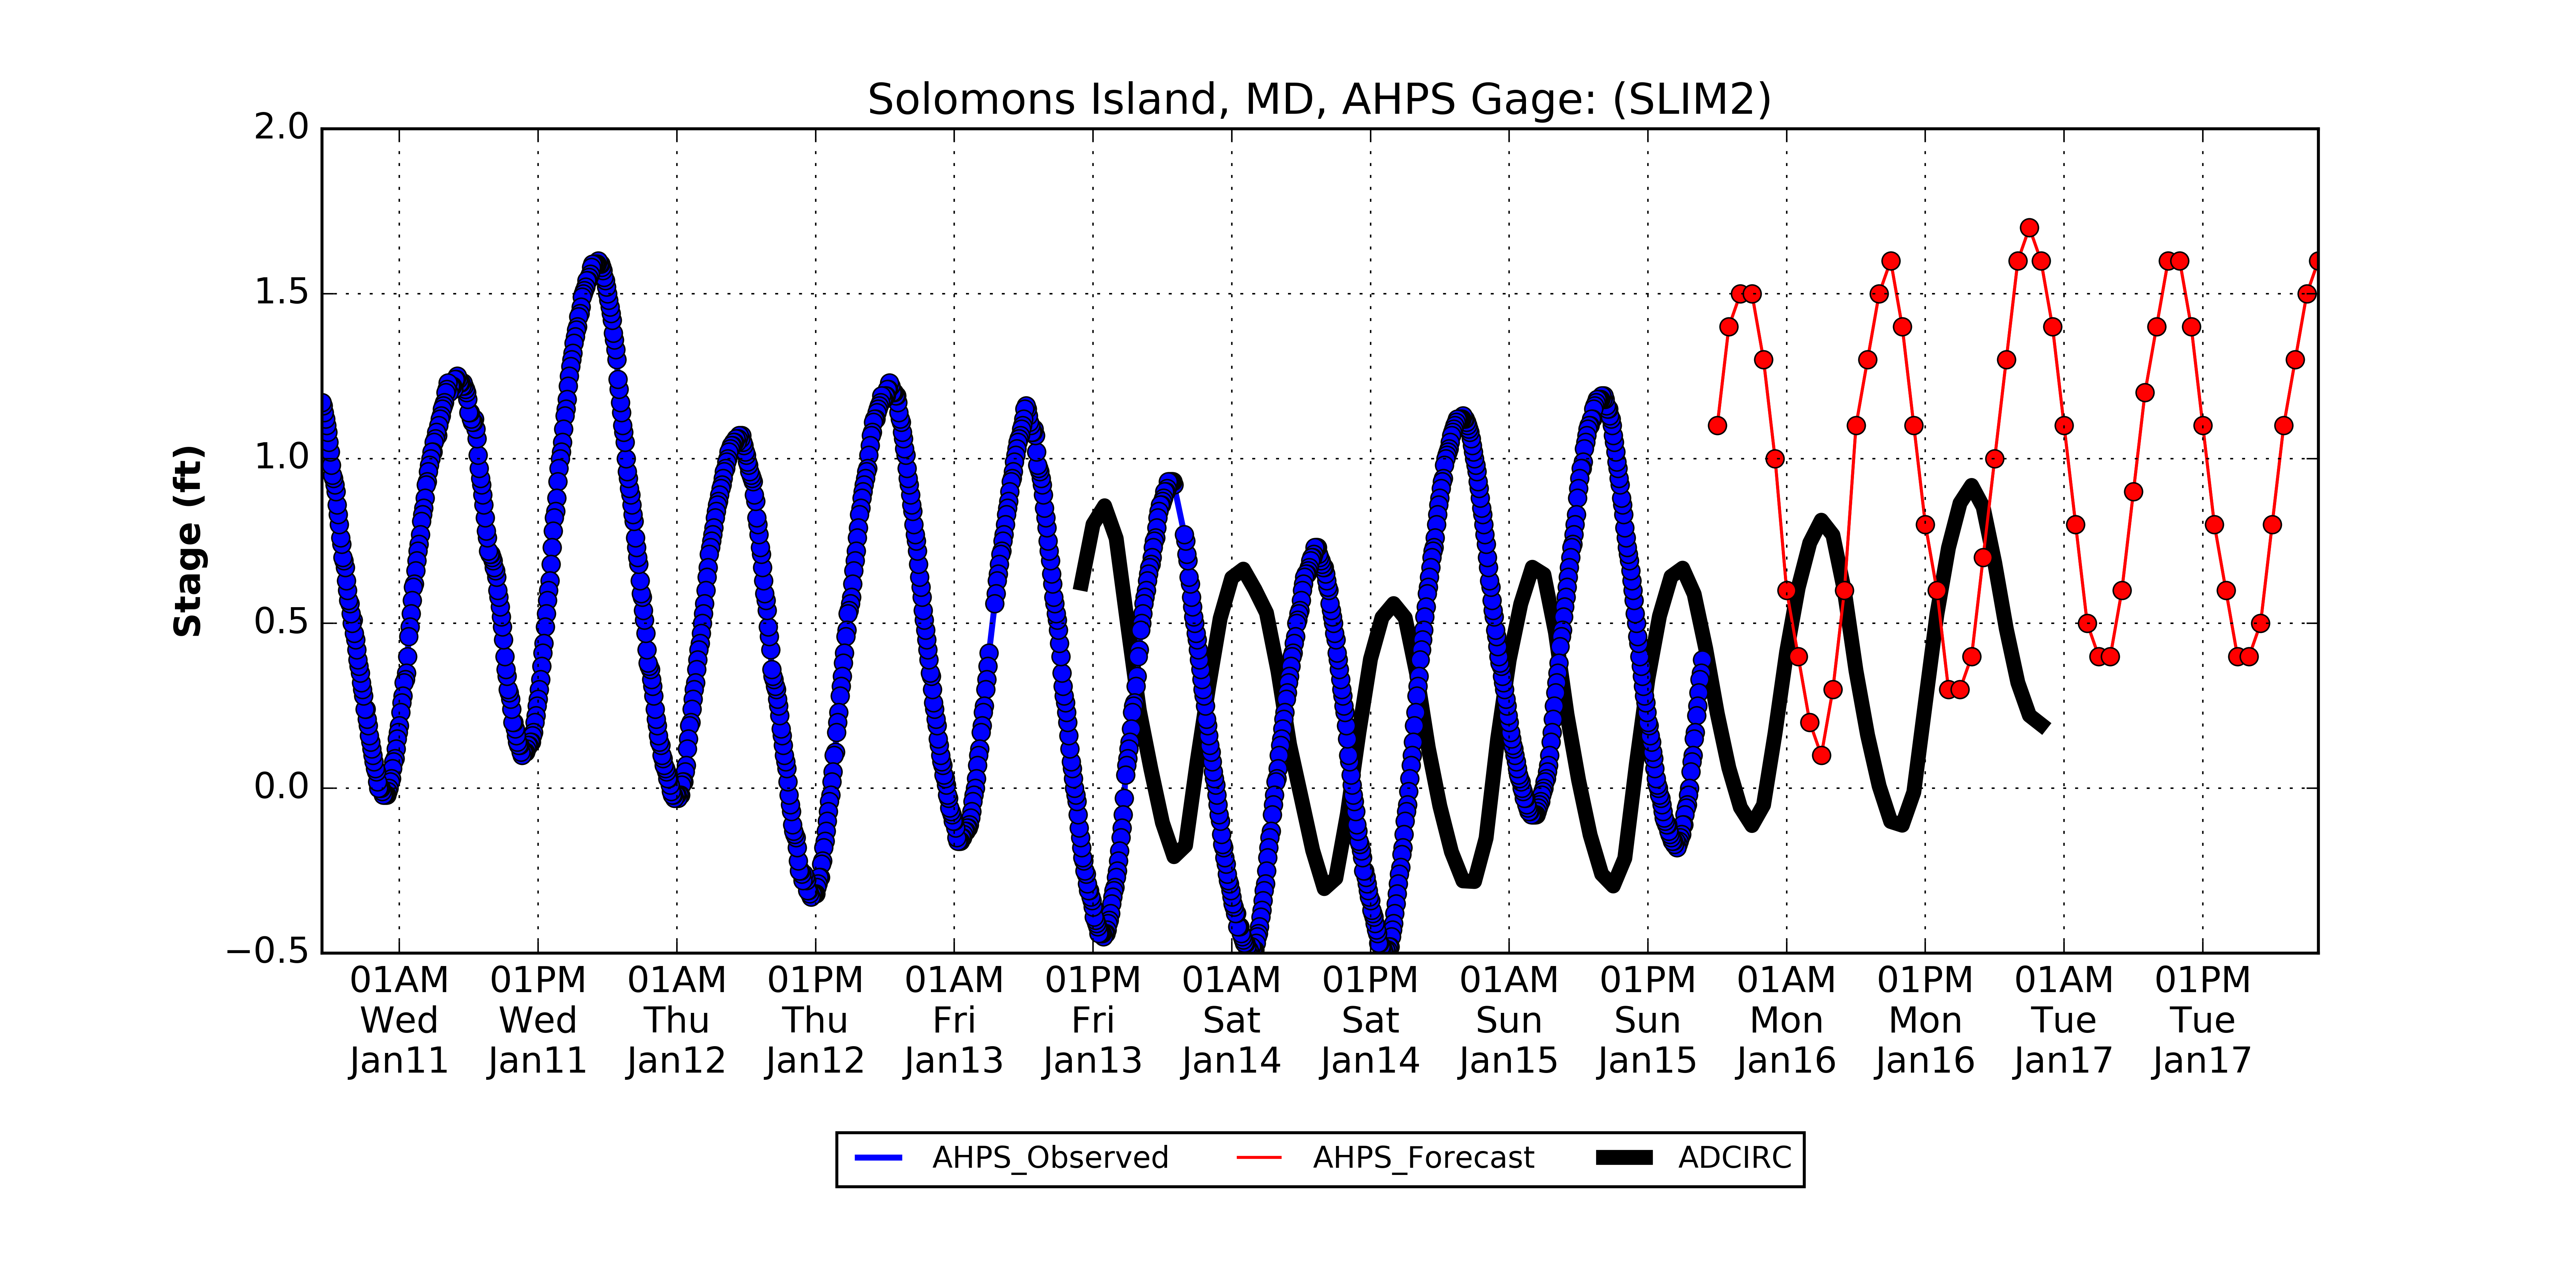 Solomons Island, MD, AHPS Gage: (SLIM2)
2.0
1.5
1.0
0.5
0.0
−0.5
Stage (ft)
01AM 01PM 01AM 01PM 01AM 01PM 01AM 01PM 01AM 01PM 01AM 01PM 01AM 01PM
Wed Wed Thu Thu Fri Fri Sat Sat Sun Sun Mon Mon Tue Tue
Jan11 Jan11 Jan12 Jan12 Jan13 Jan13 Jan14 Jan14 Jan15 Jan15 Jan16 Jan16 Jan17 Jan17
AHPS_Observed AHPS_Forecast ADCIRC